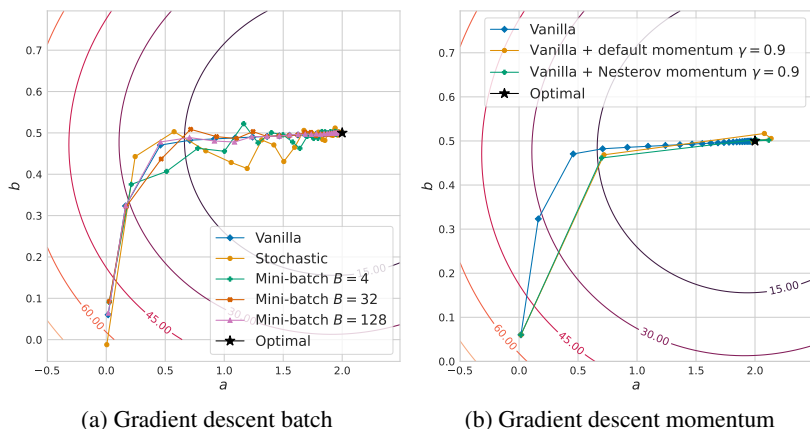 0.7
0.6
0.5
0.4
0.3
0.2
0.1
0.0
b
−0.5
0.0
0.5
1.0
1.5
2.0
a
60.00
45.00
30.00
15.00
Vanilla
Stochastic
Mini-batch B = 4
Mini-batch B = 32
Mini-batch B = 128
Optimal
(a) Gradient descent batch
0.7
0.6
0.5
0.4
0.3
0.2
0.1
0.0
b
−0.5
0.0
0.5
1.0
1.5
2.0
a
60.00
45.00
30.00
15.00
Vanilla
Vanilla + default momentum γ = 0.9
Vanilla + Nesterov momentum γ = 0.9
Optimal
(b) Gradient descent momentum